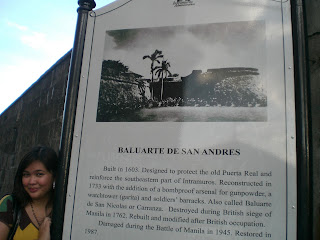 BALUARTE DE SAN ANDRES
Built in 1603. Designed to protect the old Puerta Real and
reinforce the southeastern part of Intramuros. Reconstructed in
1733 with the addition of a bombproof arsenal for gunpowder, a
watchtower (garita) and soldiers' barracks. Also called Baluarte
de San Nicolas or Carranza. Destroyed during British siege of
Manila in 1762. Rebuilt and modified after British occupation.
Damaged during the Battle of Manila in 1945. Restored in
1987.